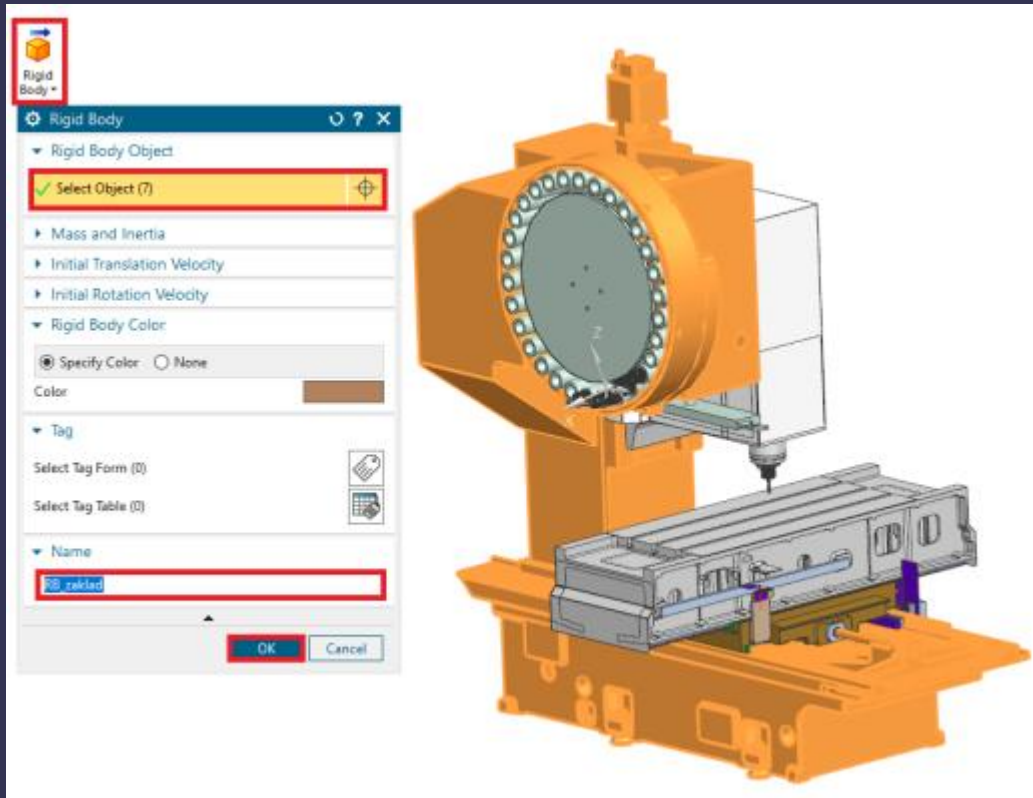 Rigid
Body
Rigid Body
?
Rigid Body Object
Select Object (7)
Mass and Inertia
Initial Translation Velocity
Initial Rotation Velocity
Rigid Body Color
Specify Color None
Color
Tag
Select Tag Form (0)
Select Tag Table (0)
Name
RB_zaklad
OK Cancel
Z